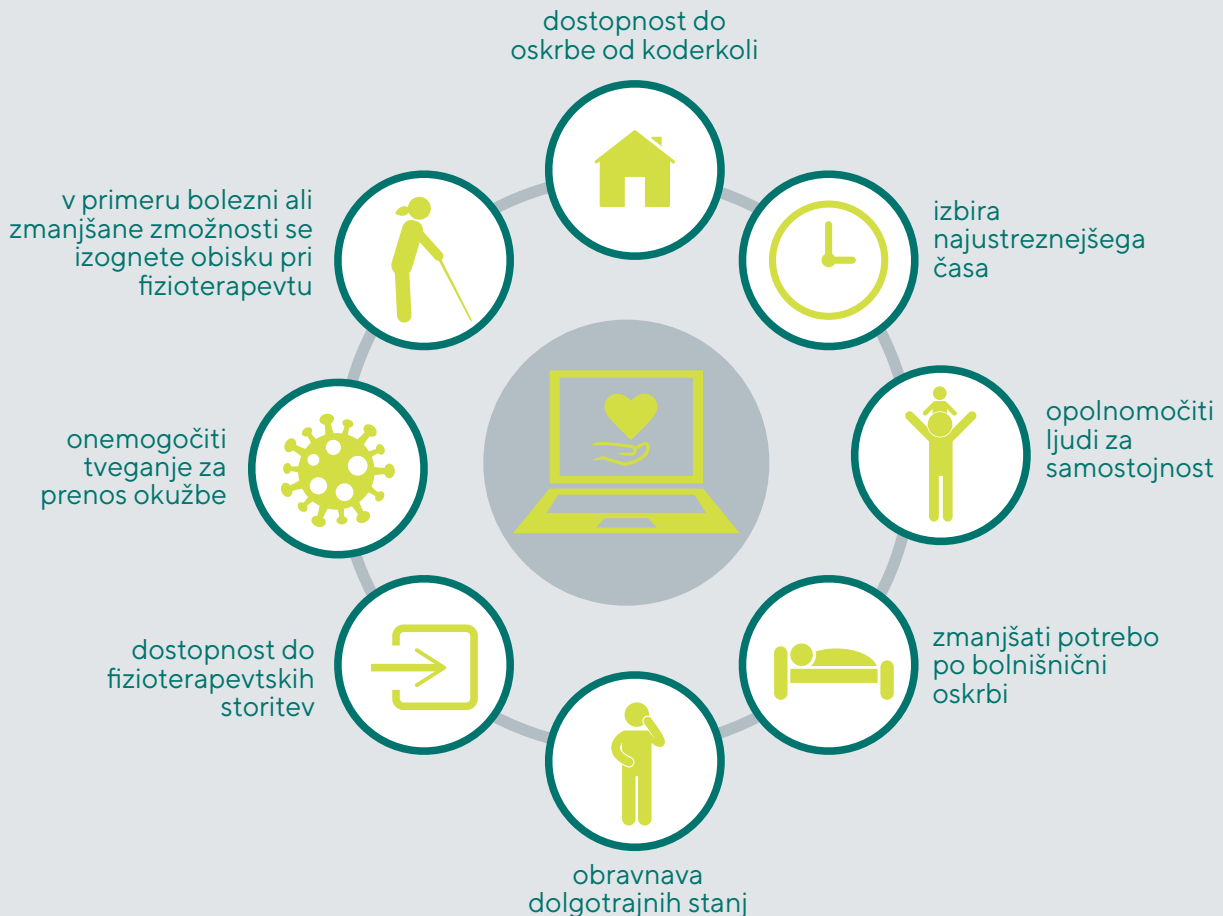 dostopnost do
oskrbe od koderkoli
izbira
najustreznejšega
časa
opolnomočiti
ljudi za
samostojnost
zmanjšati potrebo
po bolnišnični
oskrbi
obravnava
dolgotrajnih stanj
dostopnost do
fizioterapevtskih
storitev
onemogočiti
tveganje za
prenos okužbe
v primeru bolezni ali
zmanjšane zmožnosti se
izognete obisku pri
fizioterapevtu